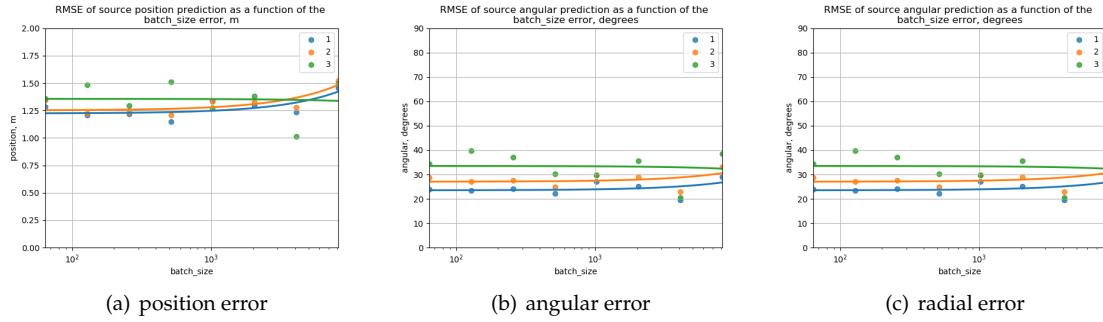 RMSE of source position prediction as a function of the
batch_size error, m
2.00
1.75
1.50
1.25
1.00
0.75
0.50
0.25
0.00
position, m
10²
10³
batch_size
1
2
3
(a) position error
RMSE of source angular prediction as a function of the
batch_size error, degrees
90
80
70
60
50
40
30
20
10
0
angular, degrees
10²
10³
batch_size
1
2
3
(b) angular error
RMSE of source angular prediction as a function of the
batch_size error, degrees
90
80
70
60
50
40
30
20
10
0
angular, degrees
10²
10³
batch_size
1
2
3
(c) radial error